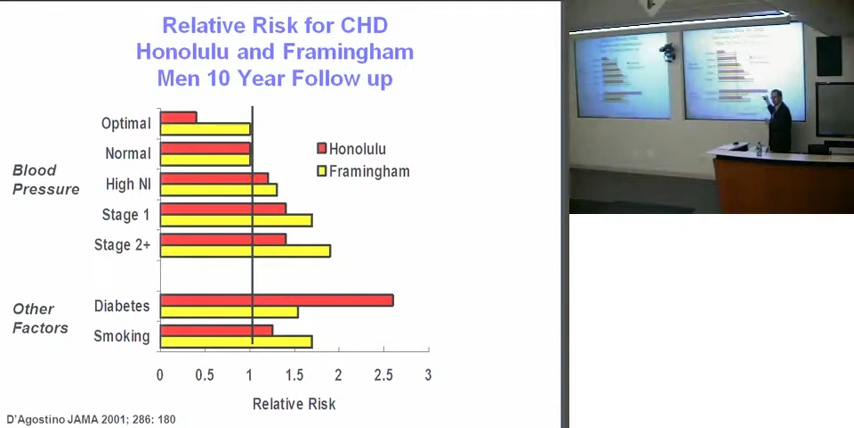 Relative Risk for CHD
Honolulu and Framingham
Men 10 Year Follow up
Optimal
Normal
High Nl
Stage 1
Stage 2+
Blood
Pressure
Honolulu
Framingham
Diabetes
Smoking
Other
Factors
0 0.5 1 1.5 2 2.5 3
Relative Risk
D'Agostino JAMA 2001; 286: 180